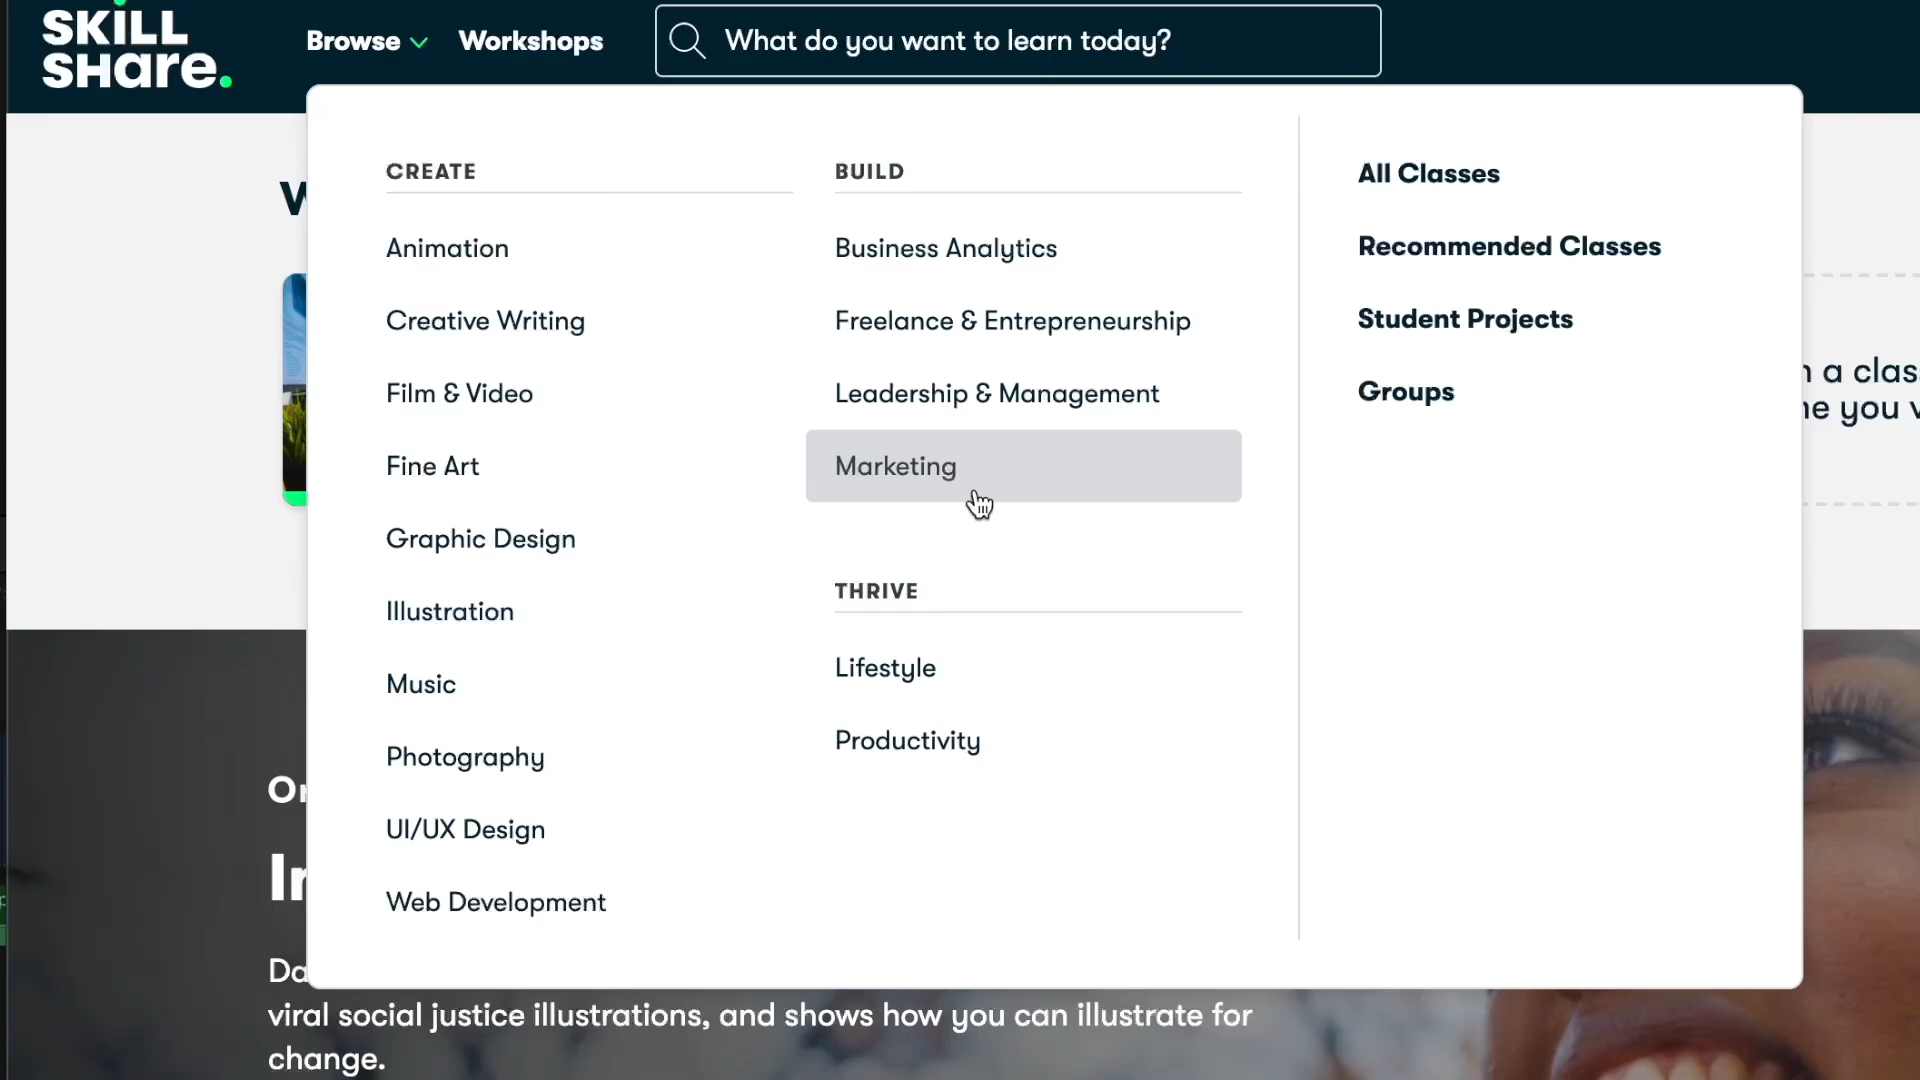 SKILL
SHare.
Browse
Workshops
What do you want to learn today?
CREATE
Animation
Creative Writing
Film & Video
Fine Art
Graphic Design
Illustration
Music
Photography
UI/UX Design
Web Development
BUILD
Business Analytics
Freelance & Entrepreneurship
Leadership & Management
Marketing
THRIVE
Lifestyle
Productivity
All Classes
Recommended Classes
Student Projects
Groups
a
you
viral social justice illustrations, and shows how you can illustrate for
change.